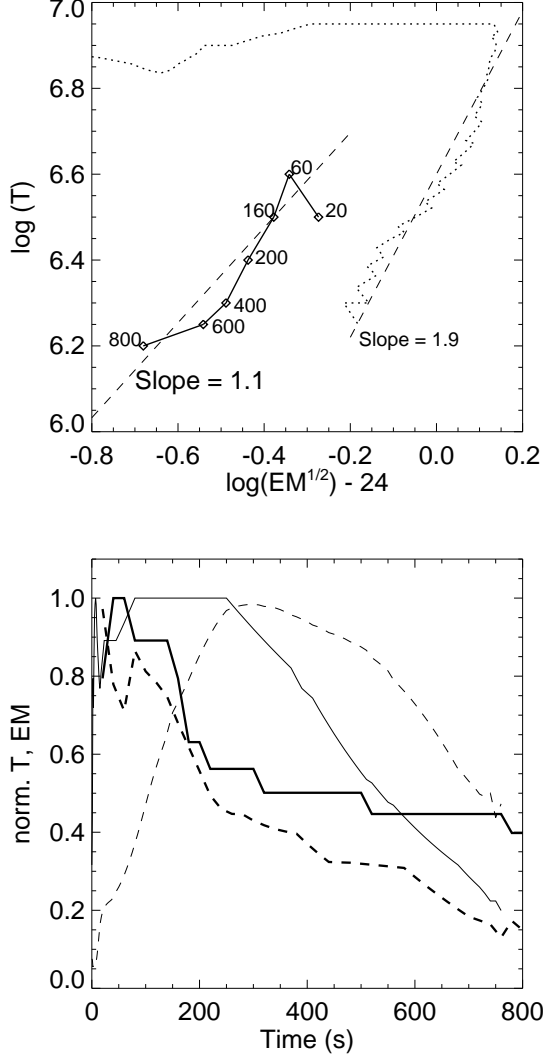 7.0
6.8
6.6
6.4
6.2
6.0
log (T)
60
160
20
200
400
600
800
Slope = 1.9
Slope = 1.1
-0.8 -0.6 -0.4 -0.2 0.0 0.2
log(EM1/2) - 24
1.0
0.8
0.6
0.4
0.2
0.0
norm. T, EM
0 200 400 600 800
Time (s)